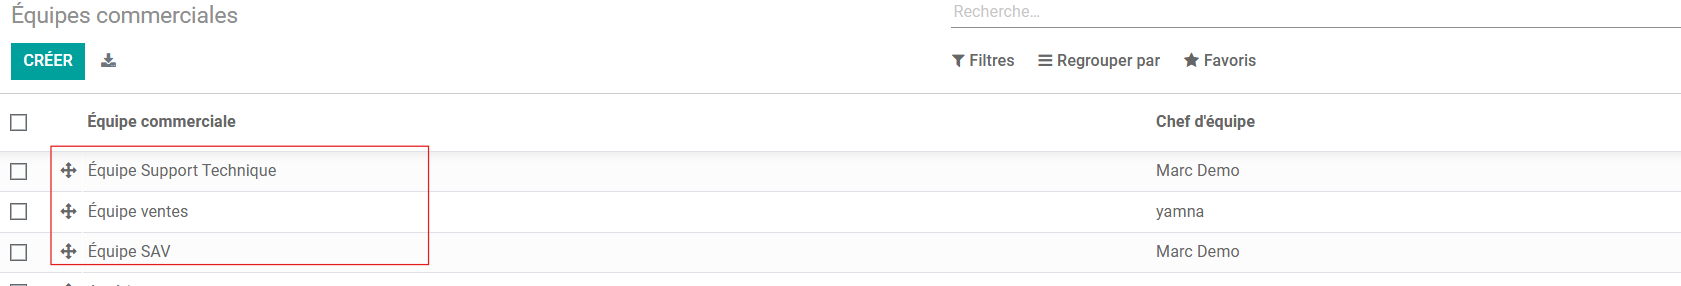 Équipes commerciales
Recherche...
CRÉER
Filtres
Regrouper par
Favoris
Équipe commerciale Chef d'équipe
Équipe Support Technique Marc Demo
Équipe ventes yamna
Équipe SAV Marc Demo